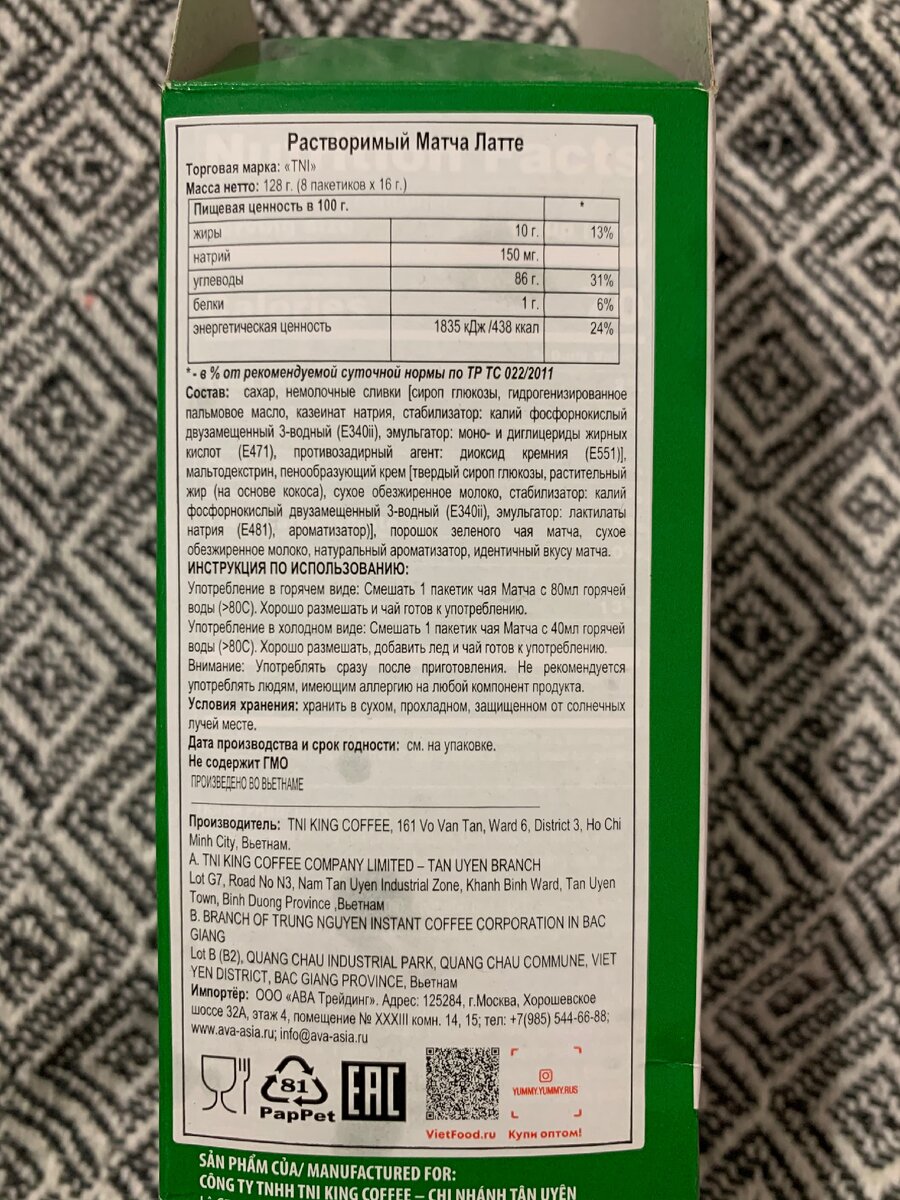 Растворимый Матча Латте
Торговая марка: «TNI»
Масса нетто: 128 г. (8 пакетиков х 16 г.)
Пищевая ценность в 100 г. *
жиры 10 г. 13%
натрий 150 мг.
углеводы 86 г. 31%
белки 1 г. 6%
энергетическая ценность 1835 кДж /438 ккал 24%
* - в % от рекомендуемой суточной нормы по ТР ТС 022/2011
Состав: сахар, немолочные сливки [сироп глюкозы, гидрогенизированное
пальмовое масло, казеинат натрия, стабилизатор: калий фосфорнокислый
двузамещенный 3-водный (E340ii), эмульгатор: моно- и диглицериды жирных
кислот (E471), противозадирный агент: диоксид кремния (E551)],
мальтодекстрин, пенообразующий крем [твердый сироп глюкозы, растительный
жир (на основе кокоса), сухое обезжиренное молоко, стабилизатор: калий
фосфорнокислый двузамещенный 3-водный (E340ii), эмульгатор: лактилаты
натрия (E481), ароматизатор)], порошок зеленого чая матча, сухое
обезжиренное молоко, натуральный ароматизатор, идентичный вкусу матча.
ИНСТРУКЦИЯ ПО ИСПОЛЬЗОВАНИЮ:
Употребление в горячем виде: Смешать 1 пакетик чая Матча с 80мл горячей
воды (>80С). Хорошо размешать и чай готов к употреблению.
Употребление в холодном виде: Смешать 1 пакетик чая Матча с 40мл горячей
воды (>80С). Хорошо размешать, добавить лед и чай готов к употреблению.
Внимание: Употреблять сразу после приготовления. Не рекомендуется
употреблять людям, имеющим аллергию на любой компонент продукта.
Условия хранения: хранить в сухом, прохладном, защищенном от солнечных
лучей месте.
Дата производства и срок годности: см. на упаковке.
Не содержит ГМО
ПРОИЗВЕДЕНО ВО ВЬЕТНАМЕ
Производитель: TNI KING COFFEE, 161 Vo Van Tan, Ward 6, District 3, Ho Chi
Minh City, Вьетнам.
A. TNI KING COFFEE COMPANY LIMITED – TAN UYEN BRANCH
Lot G7, Road No N3, Nam Tan Uyen Industrial Zone, Khanh Binh Ward, Tan Uyen
Town, Binh Duong Province ,Вьетнам
B. BRANCH OF TRUNG NGUYEN INSTANT COFFEE CORPORATION IN BAC
GIANG
Lot B (B2), QUANG CHAU INDUSTRIAL PARK, QUANG CHAU COMMUNE, VIET
YEN DISTRICT, BAC GIANG PROVINCE, Вьетнам
Импортёр: ООО «АВА Трейдинг». Адрес: 125284, г.Москва, Хорошевское
шоссе 32А, этаж 4, помещение № XXXIII комн. 14, 15; тел: +7(985) 544-66-88;
www.ava-asia.ru; info@ava-asia.ru
81
PapPet
EAC
YUMMY.YUMMY.RUS
VietFood.ru Купи оптом!
SẢN PHẨM CỦA/ MANUFACTURED FOR:
CÔNG TY TNHH TNI KING COFFEE – CHI NHÁNH TÂN UYÊN